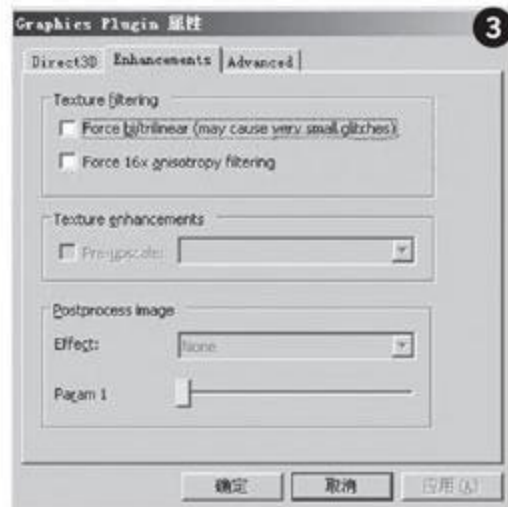 Graphics Plugin 属性
3
Direct3D Enhancements Advanced
Texture filtering
Force bi/trilinear (may cause very small glitches)
Force 16x anisotropy filtering
Texture enhancements
Pre-upscale:
Postprocess image
Effect: None
Param 1
确定 取消 应用(A)